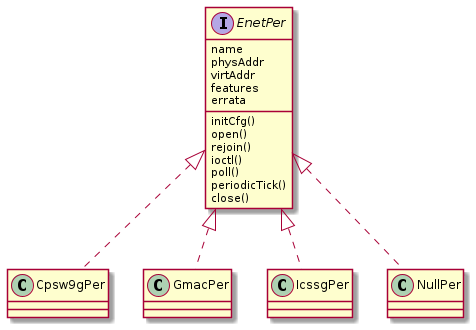 I EnetPer
name
physAddr
virtAddr
features
errata
initCfg()
open()
rejoin()
ioctl()
poll()
periodicTick()
close()
C Cpsw9gPer
C GmacPer
C IcssgPer
C NullPer